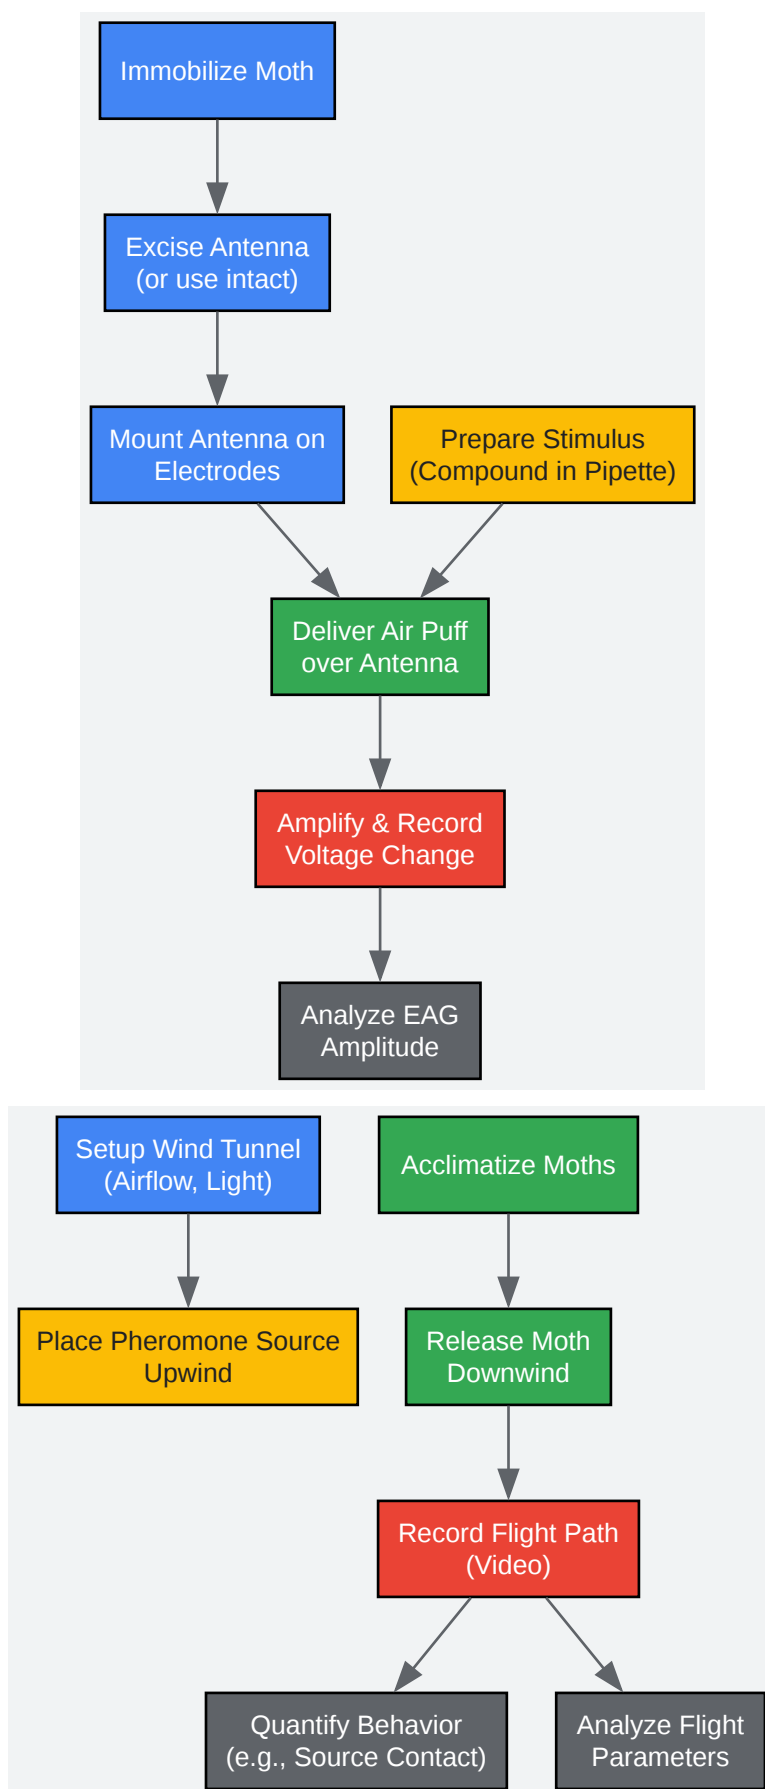 Immobilize Moth
Excise Antenna
(or use intact)
Mount Antenna on
Electrodes
Prepare Stimulus
(Compound in Pipette)
Deliver Air Puff
over Antenna
Amplify & Record
Voltage Change
Analyze EAG
Amplitude
Setup Wind Tunnel
(Airflow, Light)
Acclimatize Moths
Place Pheromone Source
Upwind
Release Moth
Downwind
Record Flight Path
(Video)
Quantify Behavior
(e.g., Source Contact)
Analyze Flight
Parameters